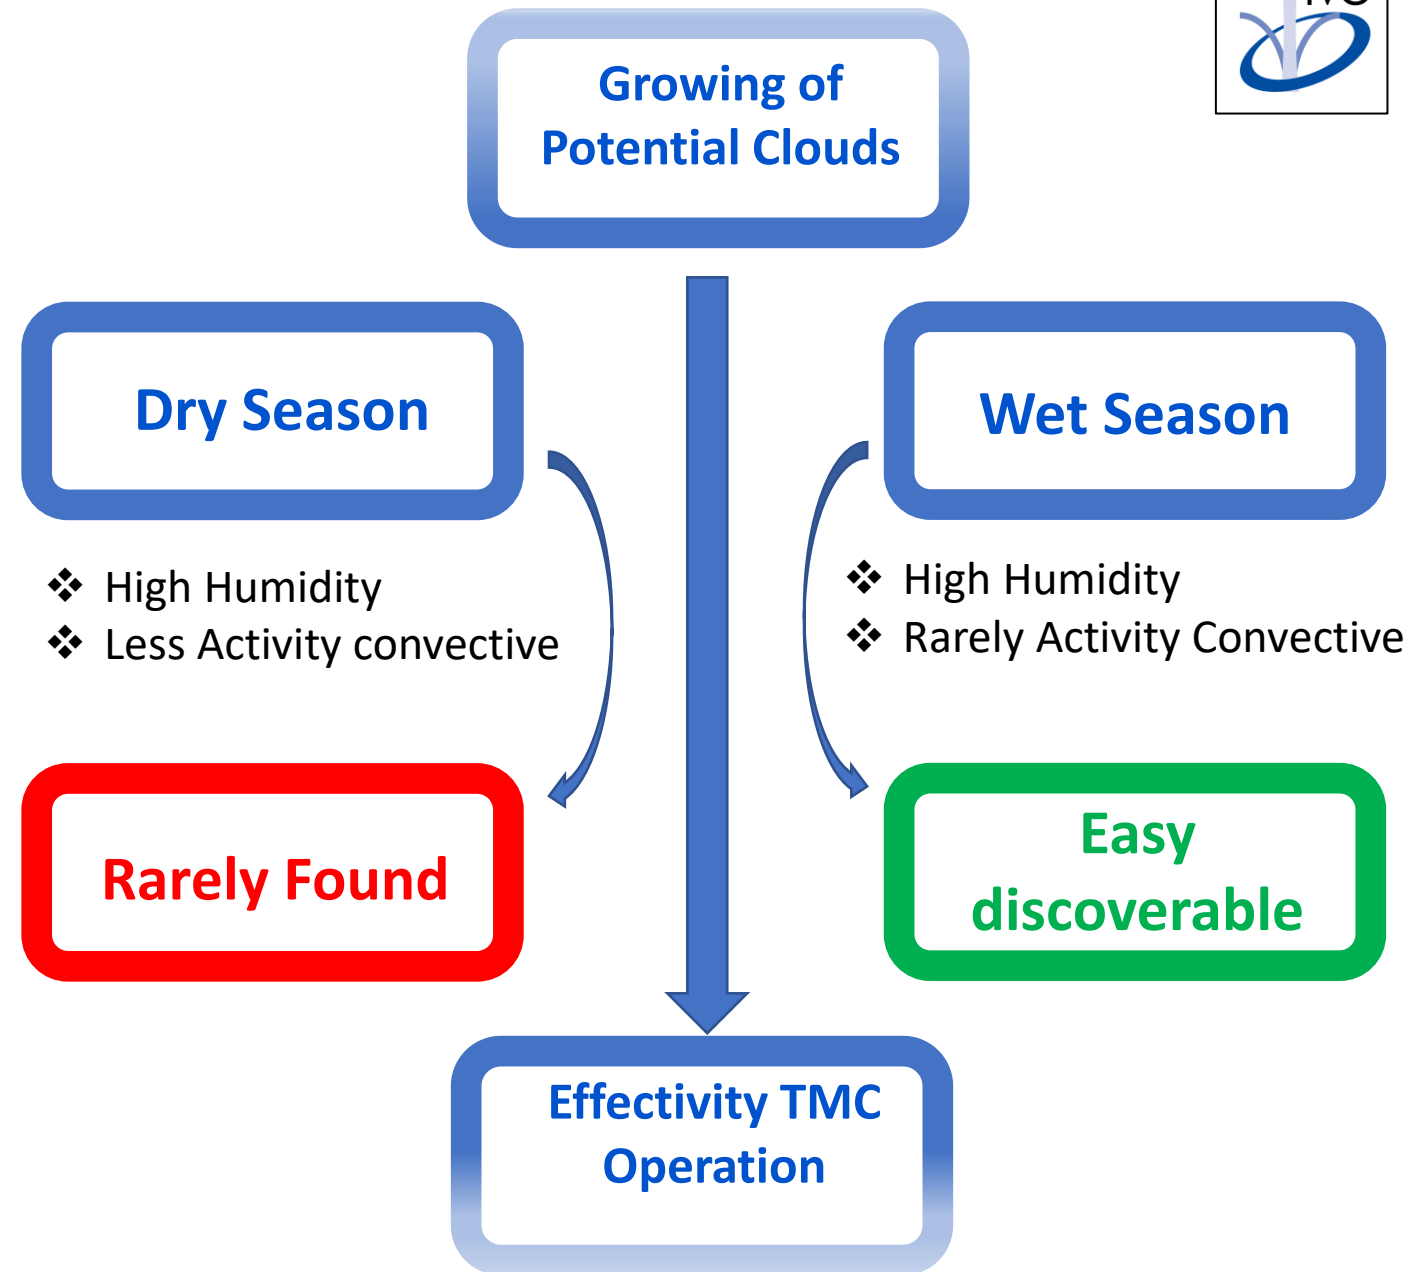 Growing of
Potential Clouds
Dry Season
Wet Season
❖ High Humidity
❖ Less Activity convective
❖ High Humidity
❖ Rarely Activity Convective
Rarely Found
Easy
discoverable
Effectivity TMC
Operation